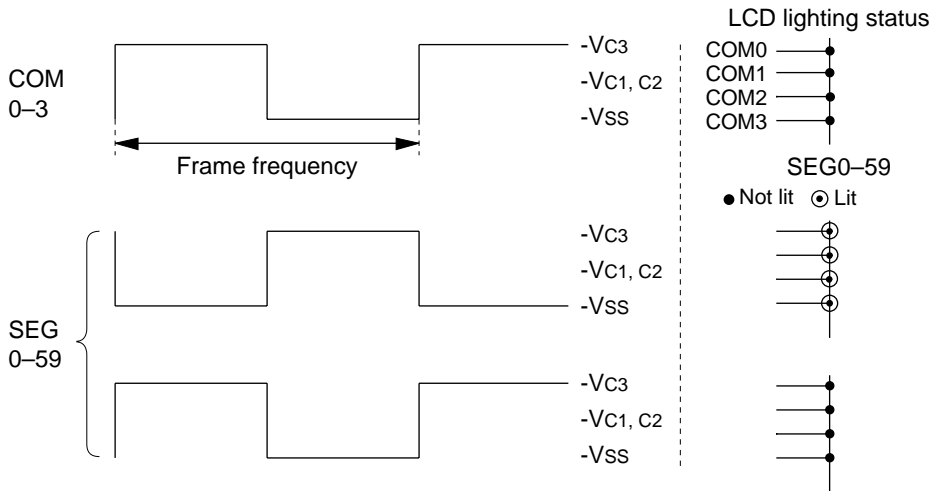 LCD lighting status
COM
0–3
-VC3
-VC1, C2
-VSS
Frame frequency
COM0
COM1
COM2
COM3
SEG0–59
Not lit Lit
SEG
0–59
-VC3
-VC1, C2
-VSS
-VC3
-VC1, C2
-VSS